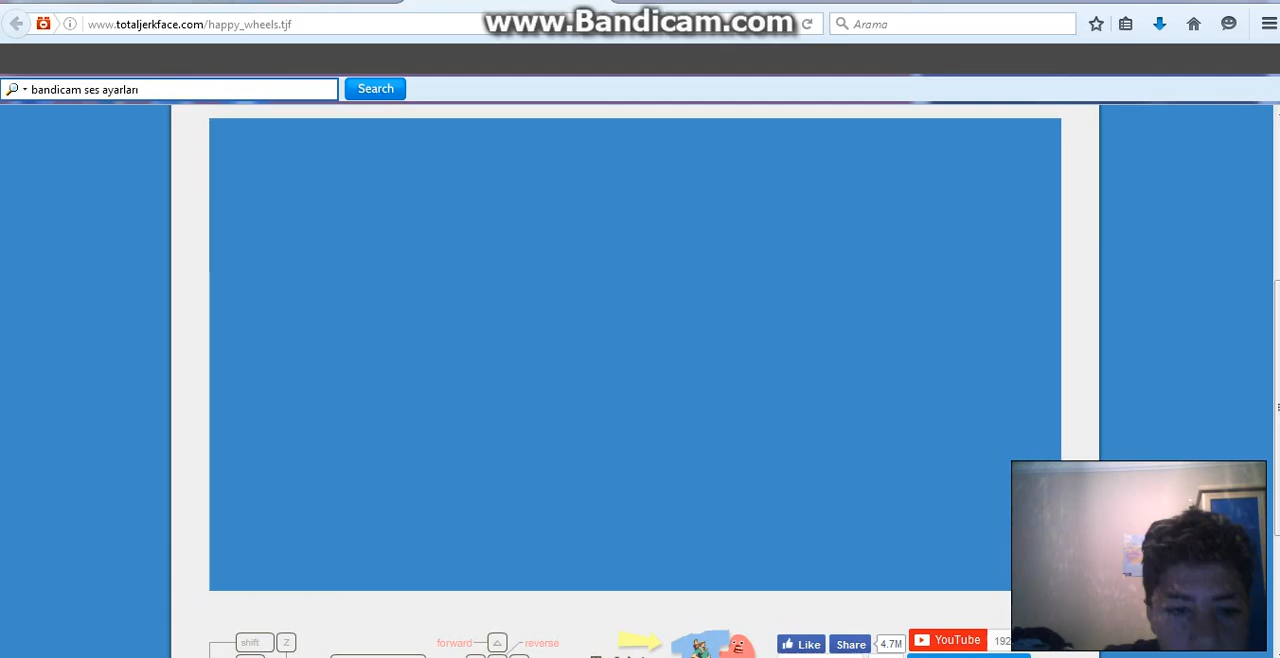 www.Bandicam.com
www.totaljerkface.com/happy_wheels.tjf
Arama
bandicam ses ayarları
Search
shift Z
forward reverse
Like Share 4.7M YouTube 192